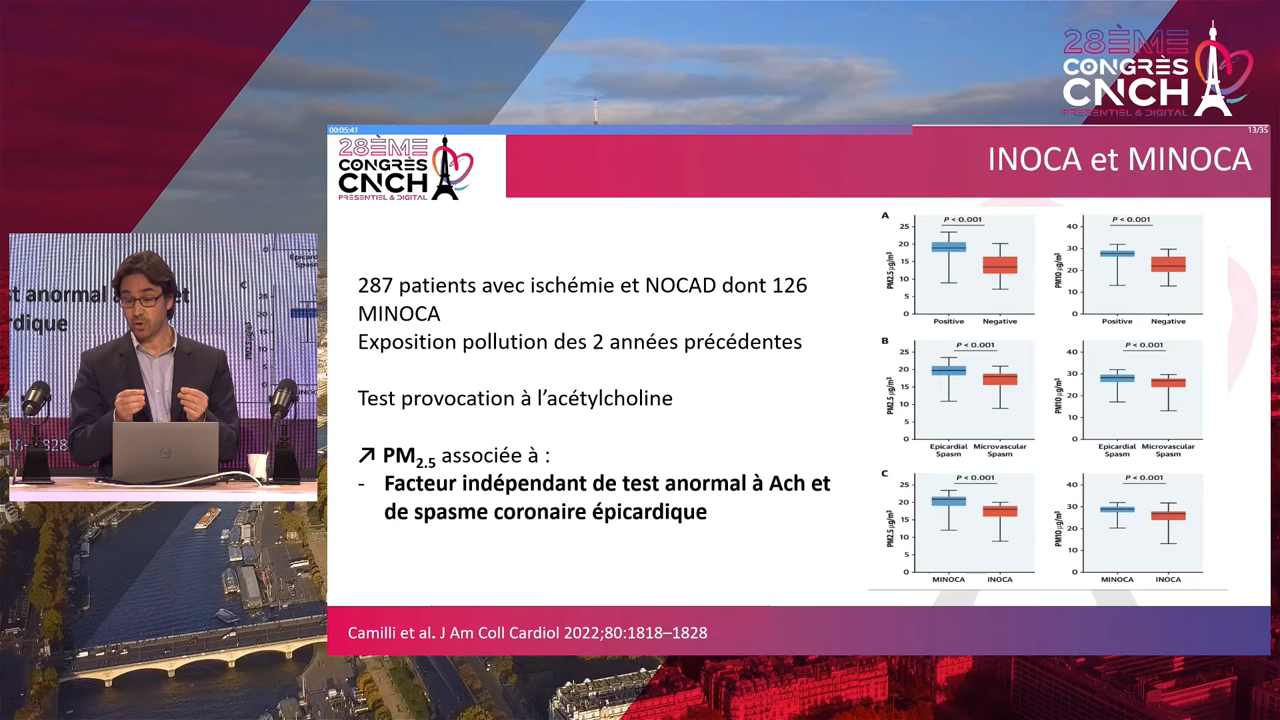 28ÈME
CONGRÈS
CNCH
PRÉSENTIEL & DIGITAL
00:05:41
13/35
28ÈME
CONGRÈS
CNCH
PRÉSENTIEL & DIGITAL
INOCA et MINOCA
287 patients avec ischémie et NOCAD dont 126
MINOCA
Exposition pollution des 2 années précédentes
Test provocation à l’acétylcholine
↗ PM2.5 associée à :
- Facteur indépendant de test anormal à Ach et
de spasme coronaire épicardique
A
P < 0.001
PM2.5 µg/m³
25
20
15
10
5
0
Positive Negative
P < 0.001
PM10 µg/m³
40
30
20
10
0
Positive Negative
B
P < 0.001
PM2.5 µg/m³
25
20
15
10
5
0
Epicardial Microvascular
Spasm Spasm
P < 0.001
PM10 µg/m³
40
30
20
10
0
Epicardial Microvascular
Spasm Spasm
C
P < 0.001
PM2.5 µg/m³
25
20
15
10
5
0
MINOCA INOCA
P < 0.001
PM10 µg/m³
40
30
20
10
0
MINOCA INOCA
Camilli et al. J Am Coll Cardiol 2022;80:1818–1828